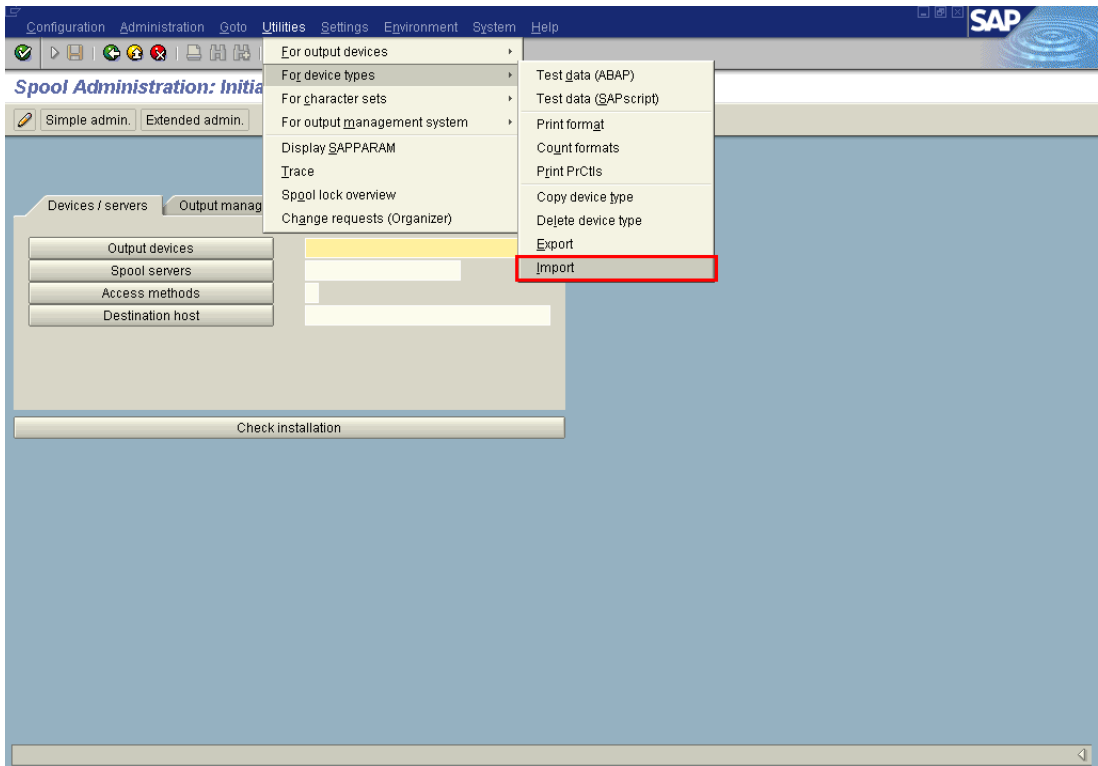 Configuration Administration Goto Utilities Settings Environment System Help
SAP
Spool Administration: Initia
Simple admin. Extended admin.
For output devices
For device types
For character sets
For output management system
Display SAPPARAM
Trace
Spool lock overview
Change requests (Organizer)
Test data (ABAP)
Test data (SAPscript)
Print format
Count formats
Print PrCtls
Copy device type
Delete device type
Export
Import
Devices / servers Output manag
Output devices
Spool servers
Access methods
Destination host
Check installation